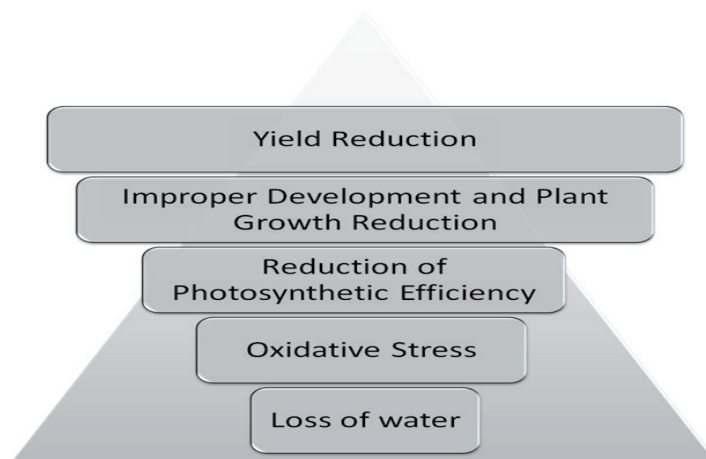 Yield Reduction
Improper Development and Plant
Growth Reduction
Reduction of
Photosynthetic Efficiency
Oxidative Stress
Loss of water